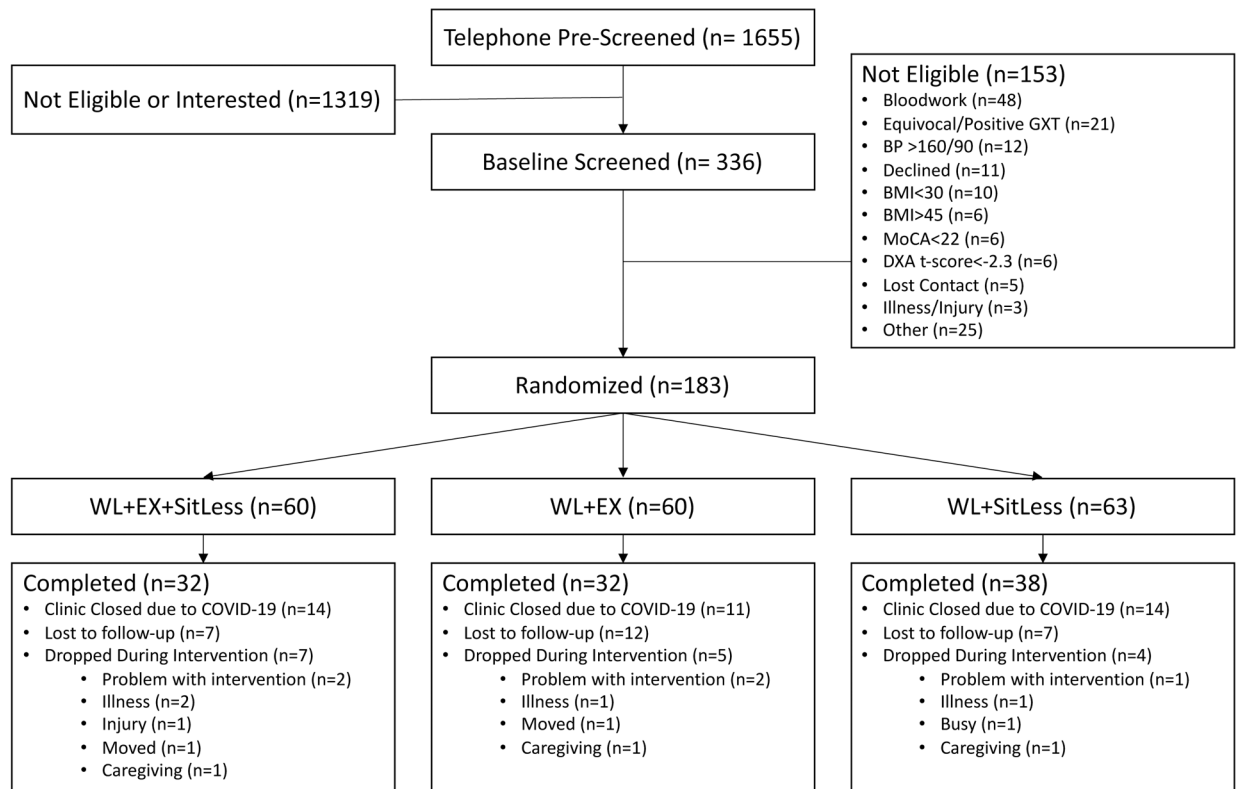 Telephone Pre-Screened (n= 1655)
Not Eligible or Interested (n=1319)
Baseline Screened (n= 336)
Not Eligible (n=153)
• Bloodwork (n=48)
• Equivocal/Positive GXT (n=21)
• BP >160/90 (n=12)
• Declined (n=11)
• BMI<30 (n=10)
• BMI>45 (n=6)
• MoCA<22 (n=6)
• DXA t-score<-2.3 (n=6)
• Lost Contact (n=5)
• Illness/Injury (n=3)
• Other (n=25)
Randomized (n=183)
WL+EX+SitLess (n=60)
Completed (n=32)
• Clinic Closed due to COVID-19 (n=14)
• Lost to follow-up (n=7)
• Dropped During Intervention (n=7)
• Problem with intervention (n=2)
• Illness (n=2)
• Injury (n=1)
• Moved (n=1)
• Caregiving (n=1)
WL+EX (n=60)
Completed (n=32)
• Clinic Closed due to COVID-19 (n=11)
• Lost to follow-up (n=12)
• Dropped During Intervention (n=5)
• Problem with intervention (n=2)
• Illness (n=1)
• Moved (n=1)
• Caregiving (n=1)
WL+SitLess (n=63)
Completed (n=38)
• Clinic Closed due to COVID-19 (n=14)
• Lost to follow-up (n=7)
• Dropped During Intervention (n=4)
• Problem with intervention (n=1)
• Illness (n=1)
• Busy (n=1)
• Caregiving (n=1)